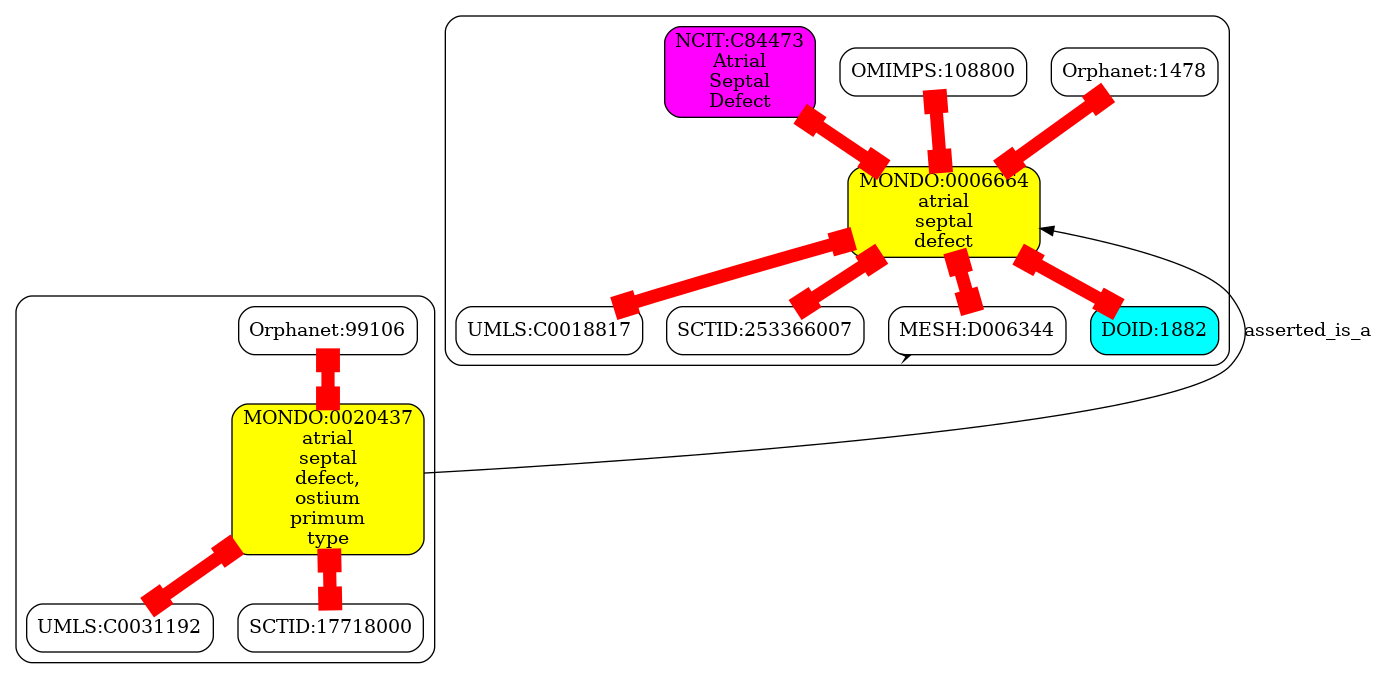 NCIT:C84473
Atrial
Septal
Defect
OMIMPS:108800
Orphanet:1478
MONDO:0006664
atrial
septal
defect
UMLS:C0018817
SCTID:253366007
MESH:D006344
DOID:1882
asserted_is_a
Orphanet:99106
MONDO:0020437
atrial
septal
defect,
ostium
primum
type
UMLS:C0031192
SCTID:17718000